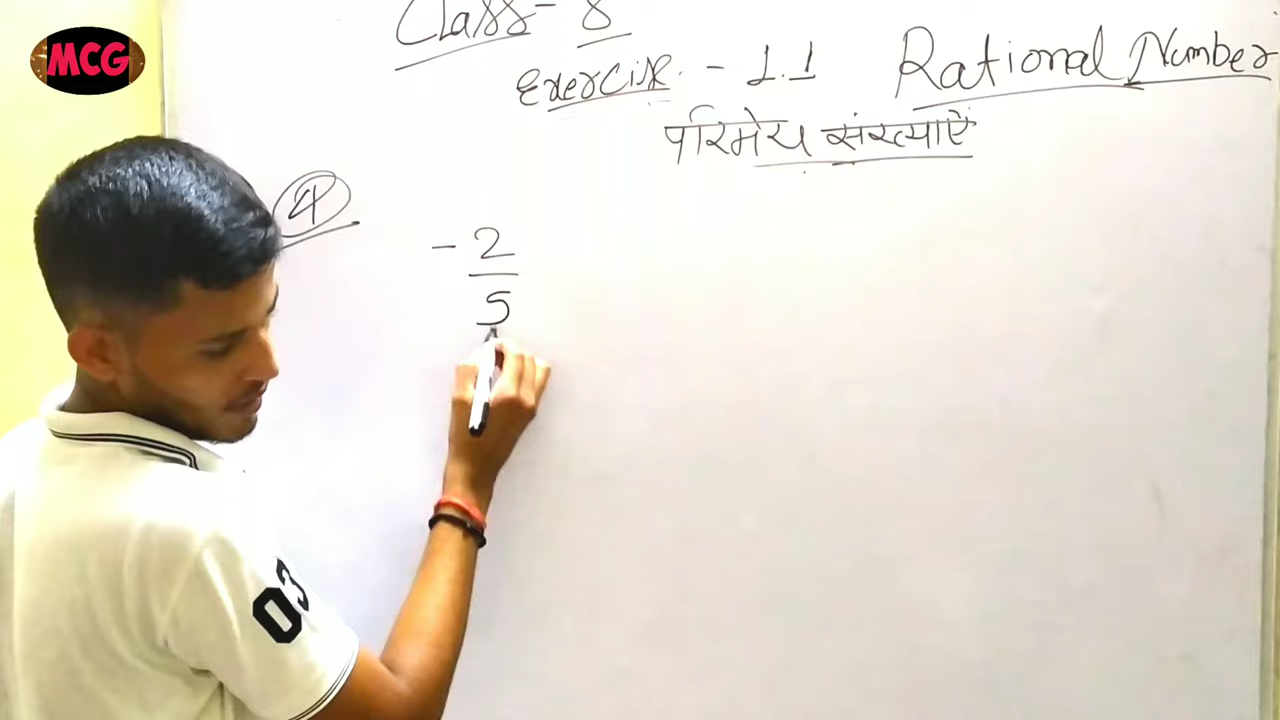 MCG
Class- 8
Exercise. - 1.1 Rational Number
परिमेय संख्याऐं
4
- 2
5
03